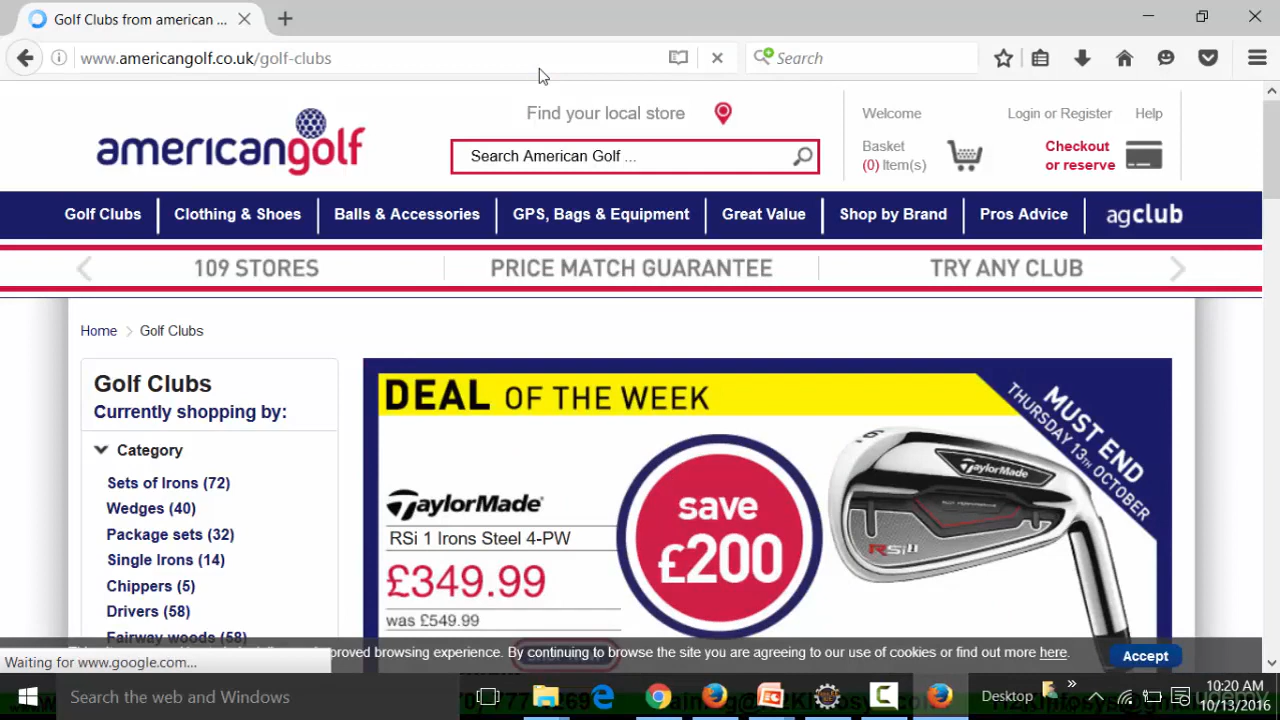 Golf Clubs from american ...
www.americangolf.co.uk/golf-clubs
Search
americangolf
Find your local store
Search American Golf ...
Welcome
Login or Register
Help
Basket
(0) Item(s)
Checkout
or reserve
Golf Clubs
Clothing & Shoes
Balls & Accessories
GPS, Bags & Equipment
Great Value
Shop by Brand
Pros Advice
agclub
109 STORES
PRICE MATCH GUARANTEE
TRY ANY CLUB
Home
Golf Clubs
Golf Clubs
Currently shopping by:
Category
Sets of Irons (72)
Wedges (40)
Package sets (32)
Single Irons (14)
Chippers (5)
Drivers (58)
Fairway woods (58)
DEAL OF THE WEEK
MUST END
THURSDAY 13TH OCTOBER
TaylorMade
RSi 1 Irons Steel 4-PW
£349.99
was £549.99
save
£200
TaylorMade
RSi 1
improved browsing experience. By continuing to browse the site you are agreeing to our use of cookies or find out more here.
Accept
Waiting for www.google.com...
Search the web and Windows
Desktop
10:20 AM
10/13/2016